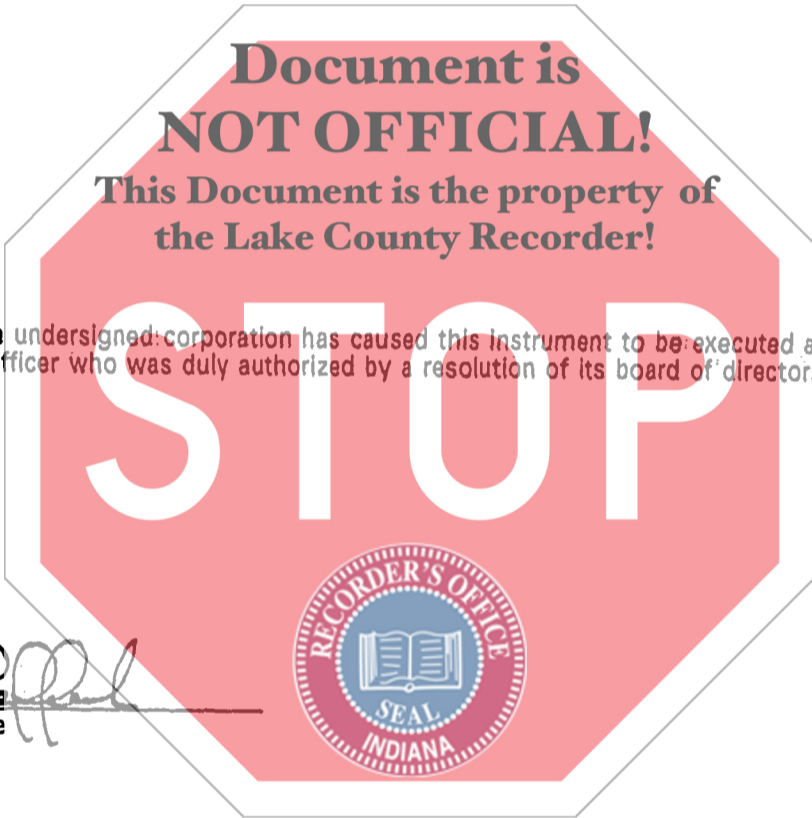 Document is
NOT OFFICIAL!
This Document is the property of
the Lake County Recorder!
undersigned corporation has caused this instrument to be executed
who was duly authorized by a resolution of its board of
STOP
RECORDER'S OFFICE
SEAL
INDIANA